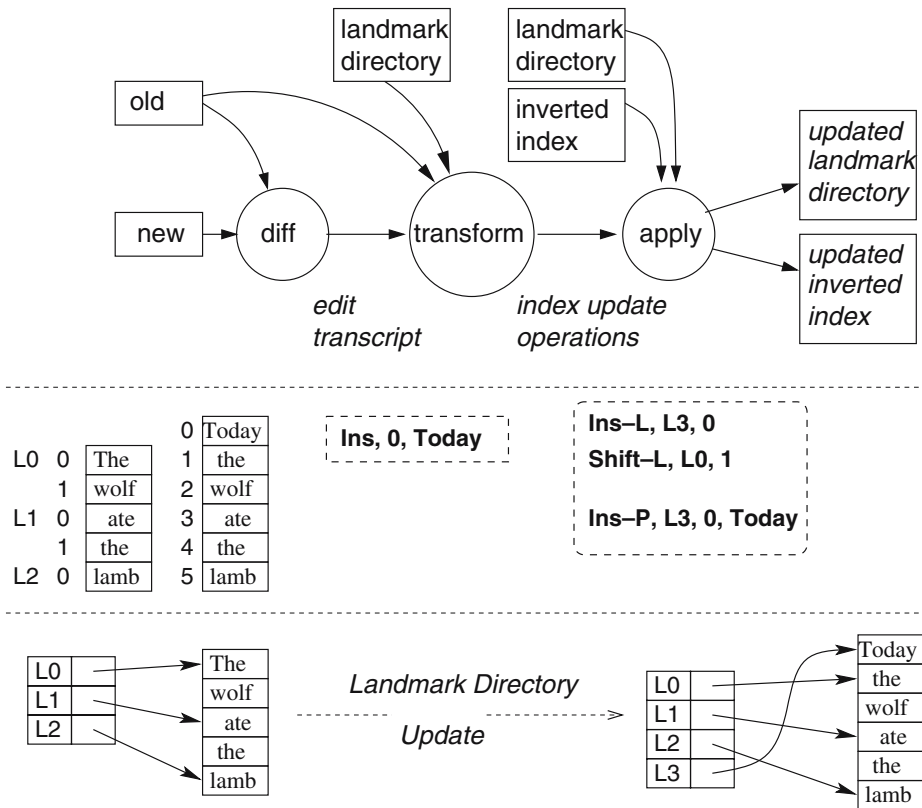 landmark
directory
landmark
directory
old
inverted
index
updated
landmark
directory
new
diff
transform
apply
updated
inverted
index
edit
transcript
index update
operations
0 Today
L0 0 The
1 the
1 wolf
2 wolf
L1 0 ate
3 ate
1 the
4 the
L2 0 lamb
5 lamb
Ins, 0, Today
Ins–L, L3, 0
Shift–L, L0, 1
Ins–P, L3, 0, Today
L0
L1
L2
The
wolf
ate
the
lamb
Landmark Directory
Update
L0
L1
L2
L3
Today
the
wolf
ate
the
lamb